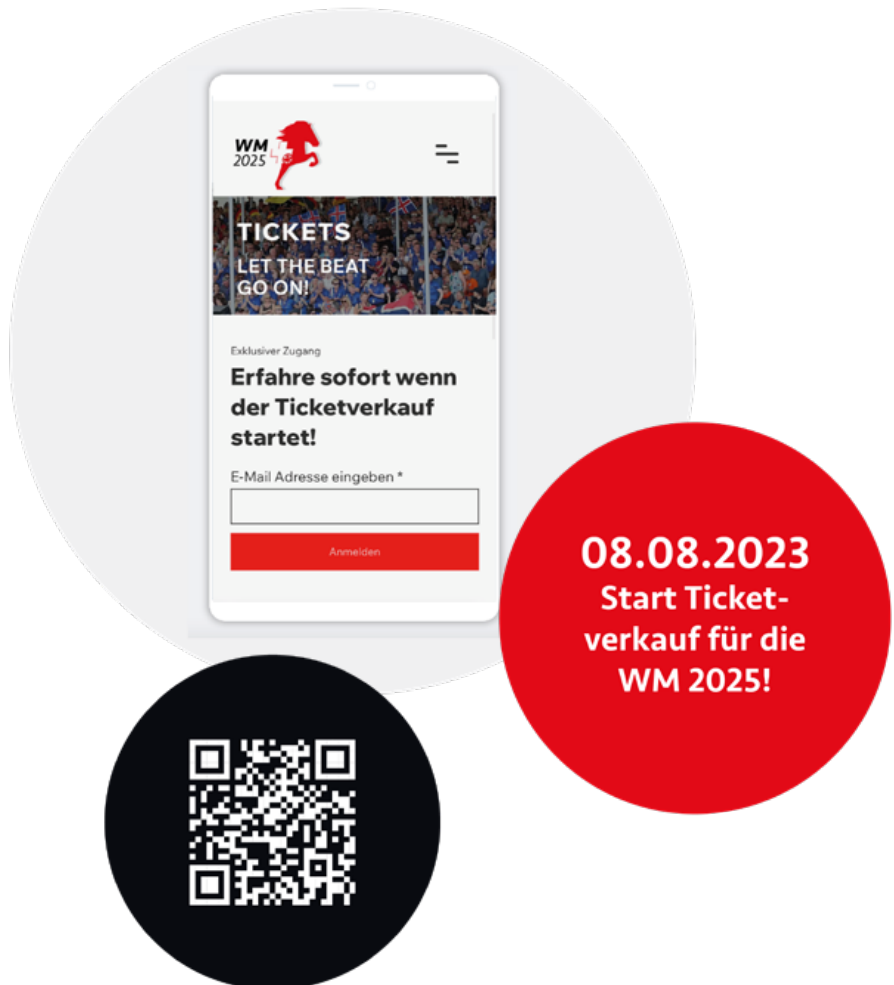 WM
2025
TICKETS
LET THE BEAT
GO ON!
Exklusiver Zugang
Erfahre sofort wenn
der Ticketverkauf
startet!
E-Mail Adresse eingeben *
Anmelden
08.08.2023
Start Ticket-
verkauf für die
WM 2025!